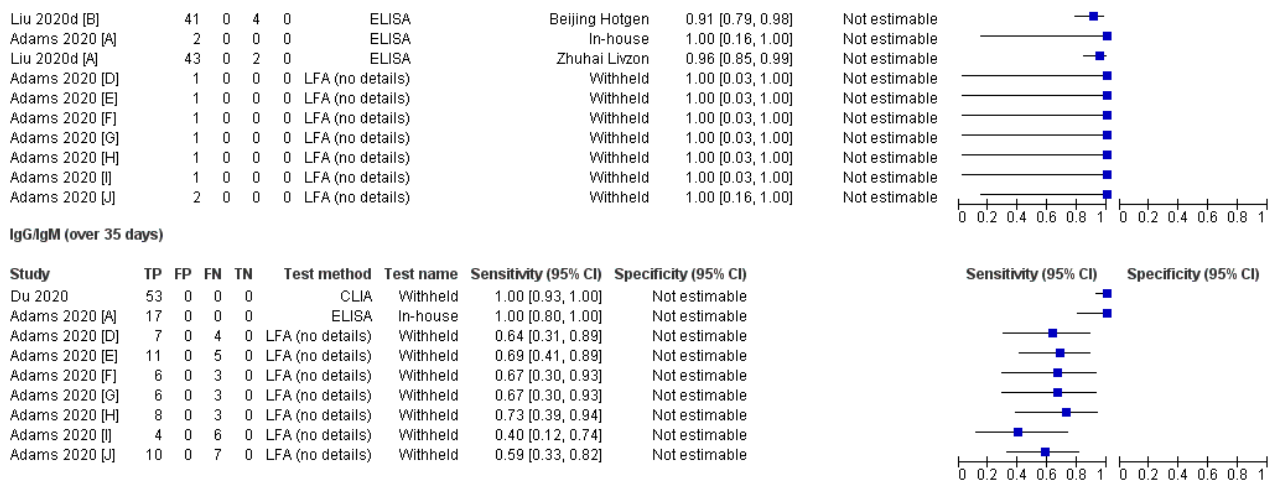 Liu 2020d [B] 41 0 4 0 ELISA Beijing Hotgen 0.91 [0.79, 0.98] Not estimable
Adams 2020 [A] 2 0 0 0 ELISA In-house 1.00 [0.16, 1.00] Not estimable
Liu 2020d [A] 43 0 2 0 ELISA Zhuhai Livzon 0.96 [0.85, 0.99] Not estimable
Adams 2020 [D] 1 0 0 0 LFA (no details) Withheld 1.00 [0.03, 1.00] Not estimable
Adams 2020 [E] 1 0 0 0 LFA (no details) Withheld 1.00 [0.03, 1.00] Not estimable
Adams 2020 [F] 1 0 0 0 LFA (no details) Withheld 1.00 [0.03, 1.00] Not estimable
Adams 2020 [G] 1 0 0 0 LFA (no details) Withheld 1.00 [0.03, 1.00] Not estimable
Adams 2020 [H] 1 0 0 0 LFA (no details) Withheld 1.00 [0.03, 1.00] Not estimable
Adams 2020 [I] 1 0 0 0 LFA (no details) Withheld 1.00 [0.03, 1.00] Not estimable
Adams 2020 [J] 2 0 0 0 LFA (no details) Withheld 1.00 [0.16, 1.00] Not estimable
0 0.2 0.4 0.6 0.8 1 0 0.2 0.4 0.6 0.8 1
IgG/IgM (over 35 days)
Study TP FP FN TN Test method Test name Sensitivity (95% CI) Specificity (95% CI) Sensitivity (95% CI) Specificity (95% CI)
Du 2020 53 0 0 0 CLIA Withheld 1.00 [0.93, 1.00] Not estimable
Adams 2020 [A] 17 0 0 0 ELISA In-house 1.00 [0.80, 1.00] Not estimable
Adams 2020 [D] 7 0 4 0 LFA (no details) Withheld 0.64 [0.31, 0.89] Not estimable
Adams 2020 [E] 11 0 5 0 LFA (no details) Withheld 0.69 [0.41, 0.89] Not estimable
Adams 2020 [F] 6 0 3 0 LFA (no details) Withheld 0.67 [0.30, 0.93] Not estimable
Adams 2020 [G] 6 0 3 0 LFA (no details) Withheld 0.67 [0.30, 0.93] Not estimable
Adams 2020 [H] 8 0 3 0 LFA (no details) Withheld 0.73 [0.39, 0.94] Not estimable
Adams 2020 [I] 4 0 6 0 LFA (no details) Withheld 0.40 [0.12, 0.74] Not estimable
Adams 2020 [J] 10 0 7 0 LFA (no details) Withheld 0.59 [0.33, 0.82] Not estimable
0 0.2 0.4 0.6 0.8 1 0 0.2 0.4 0.6 0.8 1